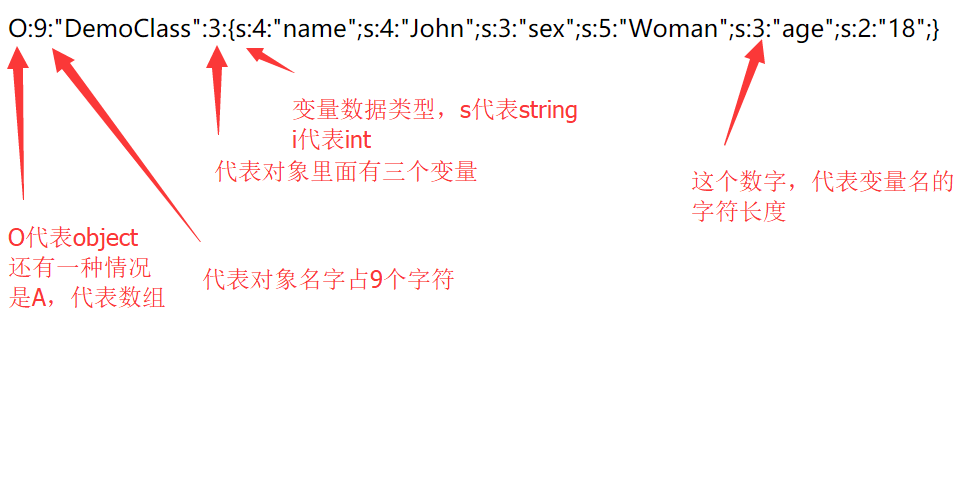 O:9:"DemoClass":3:{s:4:"name";s:4:"John";s:3:"sex";s:5:"Woman";s:3:"age";s:2:"18";}
变量数据类型，s代表string
i代表int
代表对象里面有三个变量
这个数字，代表变量名的
字符长度
O代表object
还有一种情况
是A，代表数组
代表对象名字占9个字符